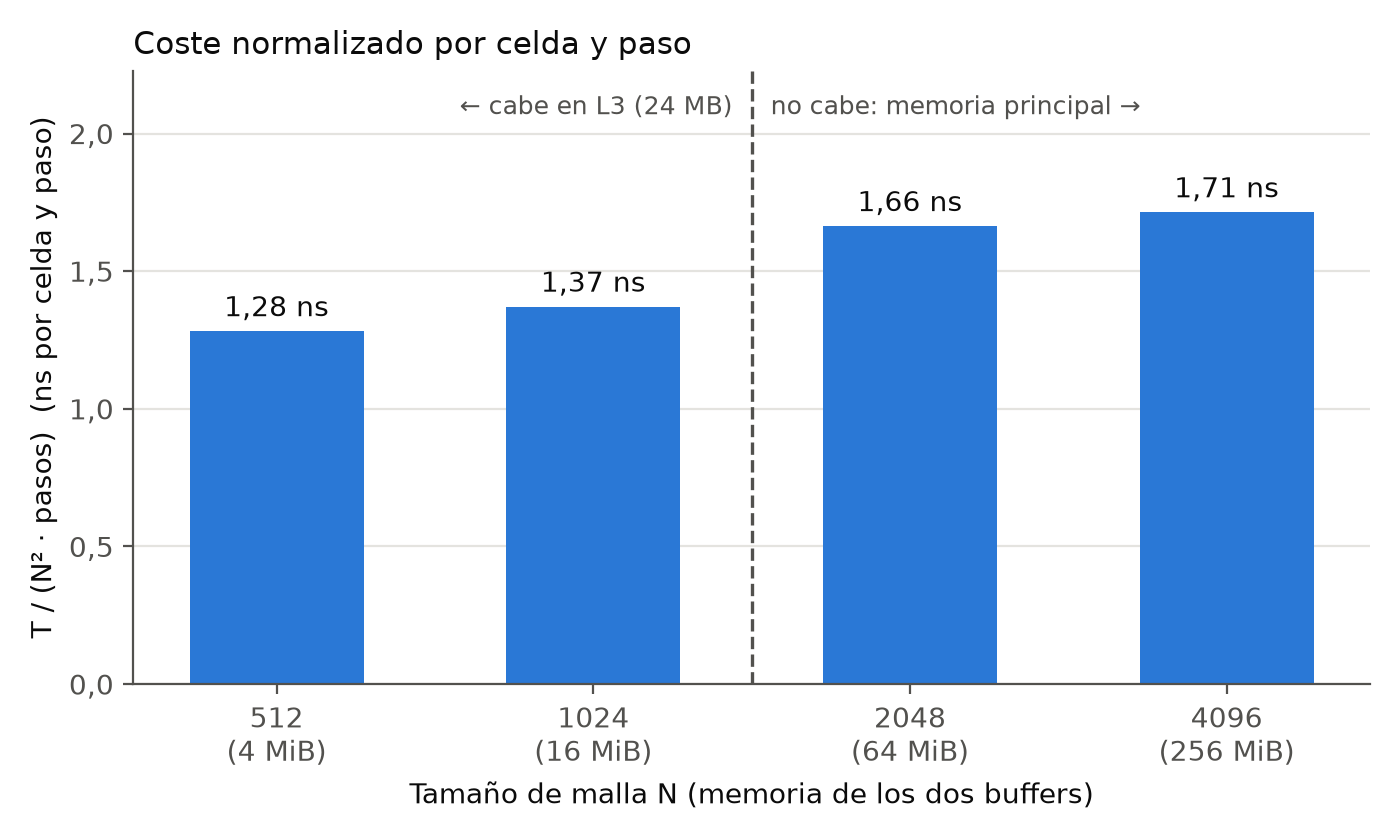 Coste normalizado por celda y paso
← cabe en L3 (24 MB)
no cabe: memoria principal →
T / (N² · pasos)  (ns por celda y paso)
2,0
1,5
1,0
0,5
0,0
1,28 ns
1,37 ns
1,66 ns
1,71 ns
512
(4 MiB)
1024
(16 MiB)
2048
(64 MiB)
4096
(256 MiB)
Tamaño de malla N (memoria de los dos buffers)